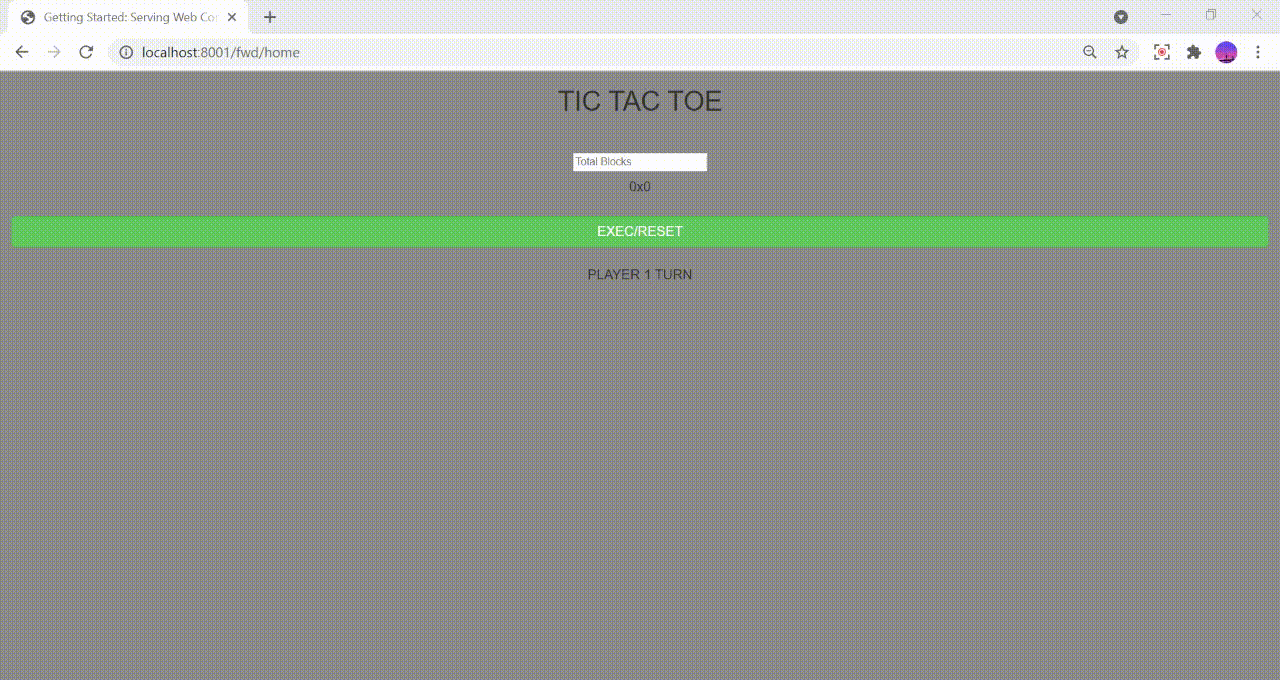 Getting Started: Serving Web Co
localhost:8001/fwd/home
TIC TAC TOE
Total Blocks
0x0
EXEC/RESET
PLAYER 1 TURN